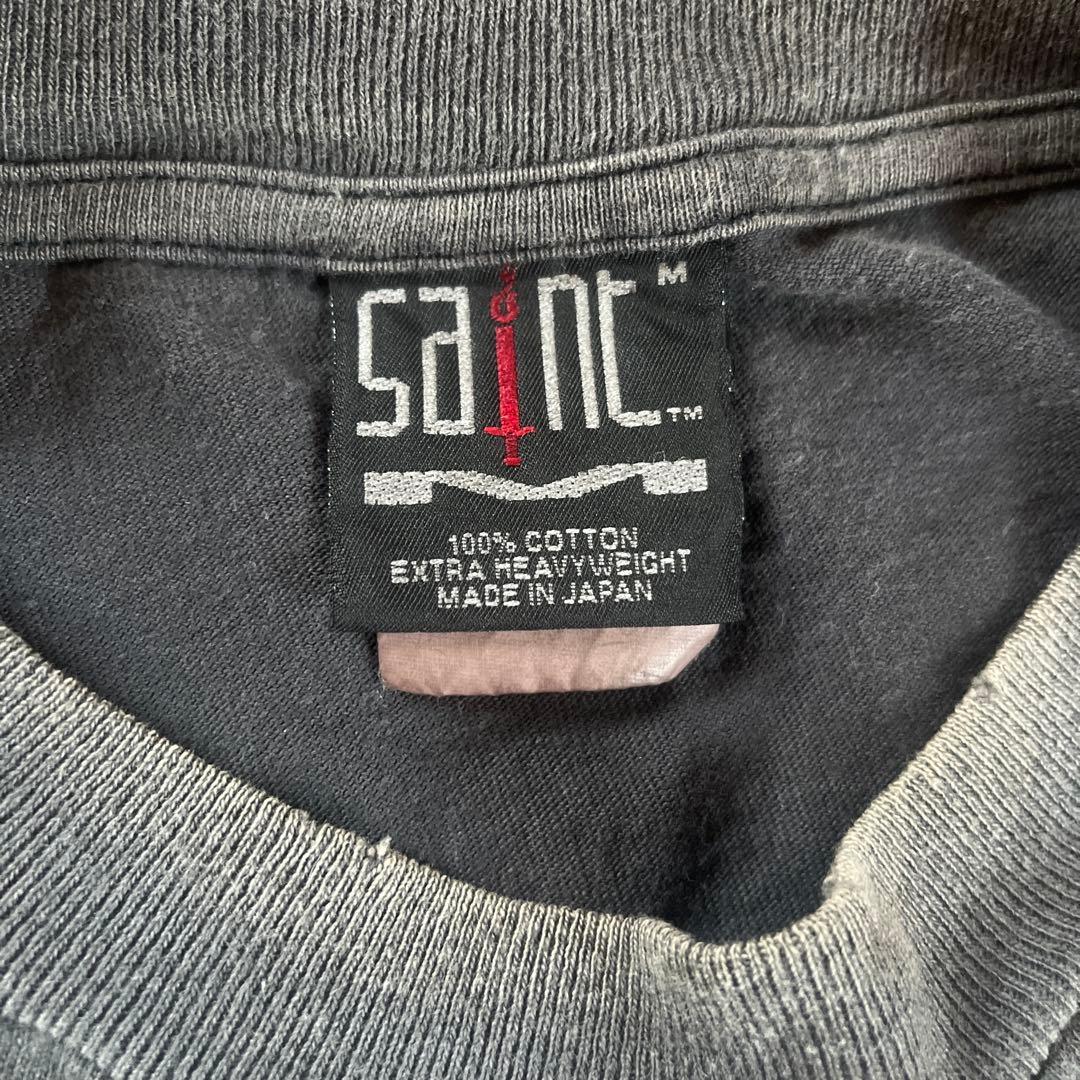 saint M
™
100% COTTON
EXTRA HEAVYWEIGHT
MADE IN JAPAN